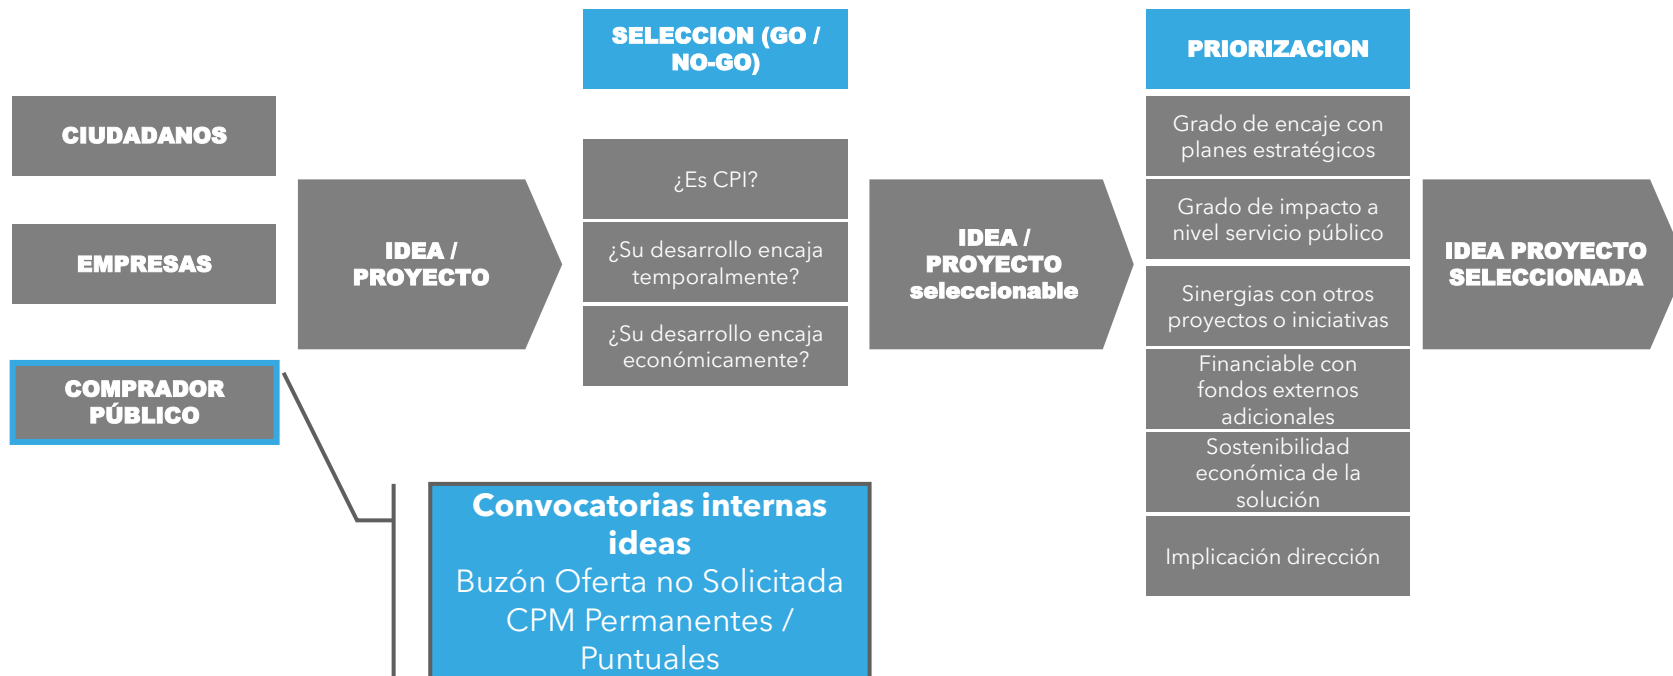 CIUDADANOS
EMPRESAS
COMPRADOR
PÚBLICO
IDEA /
PROYECTO
SELECCION (GO /
NO-GO)
¿Es CPI?
¿Su desarrollo encaja
temporalmente?
¿Su desarrollo encaja
económicamente?
Convocatorias internas
ideas
Buzón Oferta no Solicitada
CPM Permanentes /
Puntuales
IDEA /
PROYECTO
seleccionable
PRIORIZACION
Grado de encaje con
planes estratégicos
Grado de impacto a
nivel servicio público
Sinergias con otros
proyectos o iniciativas
Financiable con
fondos externos
adicionales
Sostenibilidad
económica de la
solución
Implicación dirección
IDEA PROYECTO
SELECCIONADA